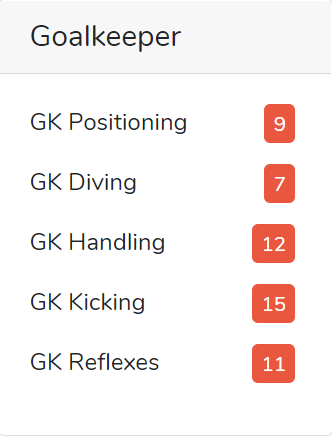 Goalkeeper
GK Positioning 9
GK Diving 7
GK Handling 12
GK Kicking 15
GK Reflexes 11